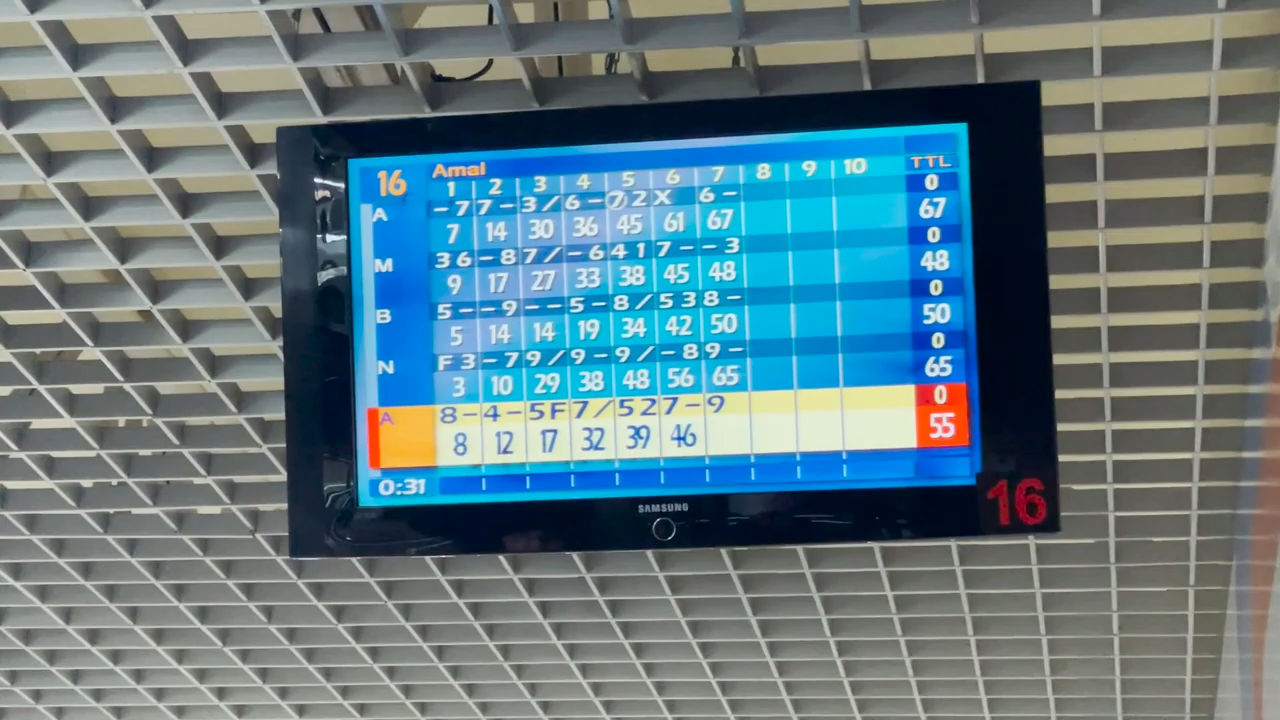 16 Amal
1 2 3 4 5 6 7 8 9 10 TTL
A - 7 7 - 3 / 6 - ⑦ 2 X 6 - 0
7 14 30 36 45 61 67 67
M 3 6 - 8 7 / - 6 4 1 7 - - 3 0
9 17 27 33 38 45 48 48
B 5 - - 9 - - 5 - 8 / 5 3 8 - 0
5 14 14 19 34 42 50 50
N F 3 - 7 9 / 9 - 9 / - 8 9 - 0
3 10 29 38 48 56 65 65
A 8 - 4 - 5 F 7 / 5 2 7 - 9 0
8 12 17 32 39 46 55
0:31
SAMSUNG
16